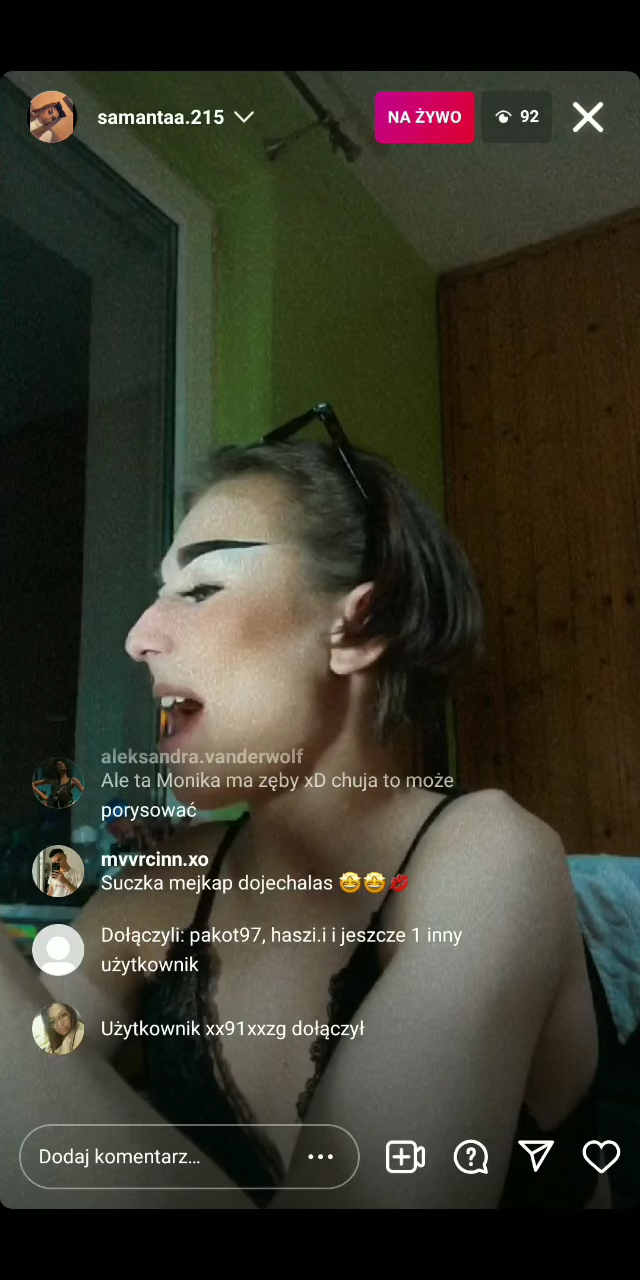 samantaa.215
NA ŻYWO
92
aleksandra.vanderwolf
Ale ta Monika ma zęby xD chuja to może
porysować
mvvrcinn.xo
Suczka mejkap dojechalas 🤩🤩💋
Dołączyli: pakot97, haszi.i i jeszcze 1 inny
użytkownik
Użytkownik xx91xxzg dołączył
Dodaj komentarz...